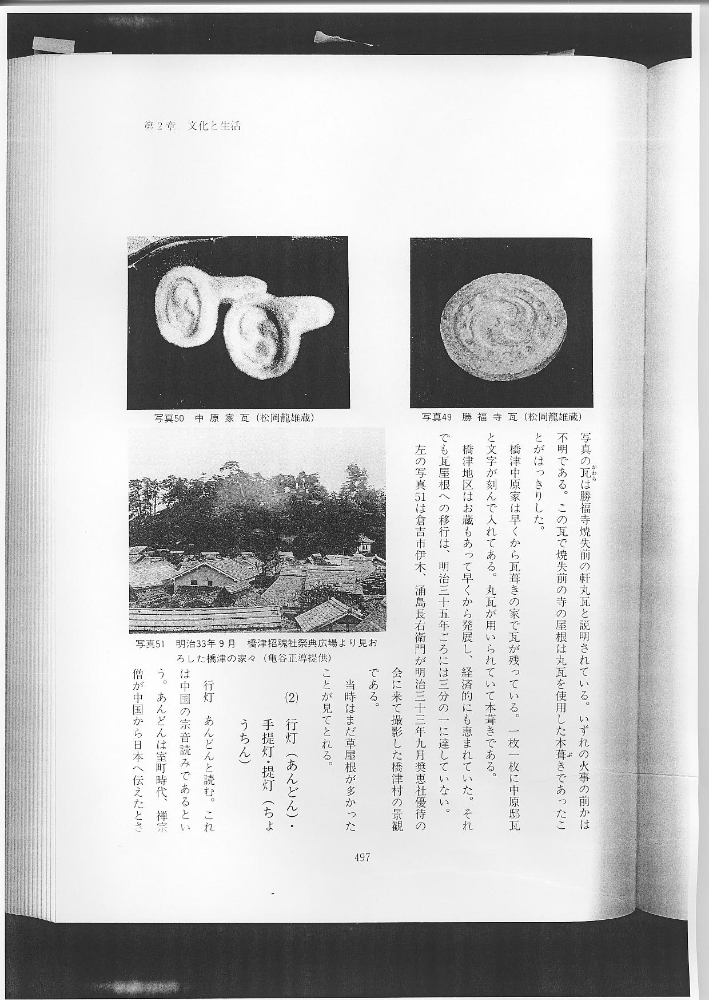 第2章　文化と生活
写真49　勝福寺瓦（松岡龍雄蔵）
写真50　中原家瓦（松岡龍雄蔵）
写真の瓦は勝福寺焼失前の軒丸瓦と説明されている。いずれの火事の前かは
かわら
不明である。この瓦で焼失前の寺の屋根は丸瓦を使用した本葺きであったこ
ぶ
とがはっきりした。
橋津中原家は早くから瓦葺きの家で瓦が残っている。一枚一枚に中原邸瓦
と文字が刻んで入れてある。丸瓦が用いられていて本葺きである。
橋津地区はお蔵もあって早くから発展し、経済的にも恵まれていた。それ
でも瓦屋根への移行は、明治三十五年ごろには三分の一に達していない。
左の写真51は倉吉市伊木、涌島長右衛門が明治三十三年九月奨恵社優待の
会に来て撮影した橋津村の景観
である。
当時はまだ草屋根が多かった
ことが見てとれる。
写真51　明治33年9月　橋津招魂社祭典広場より見お
ろした橋津の家々（亀谷正導提供）
(2)　行灯（あんどん）・
手提灯・提灯（ちょ
うちん）
行灯　あんどんと読む。これ
は中国の宗音読みであるとい
う。あんどんは室町時代、禅宗
僧が中国から日本へ伝えたとさ
497